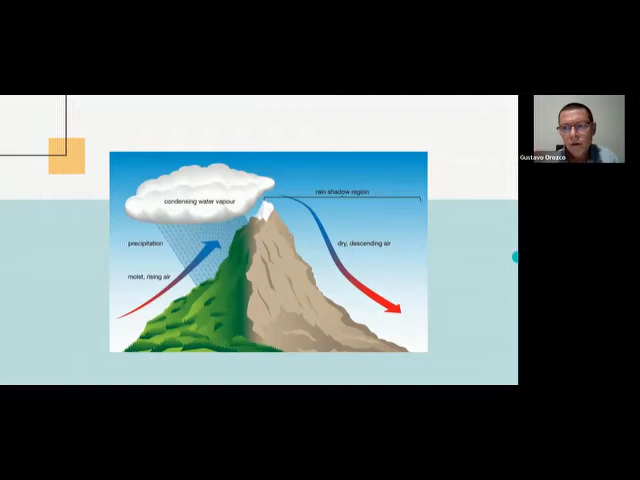 rain shadow region
condensing water vapour
precipitation
dry, descending air
moist, rising air
Gustavo Orozco